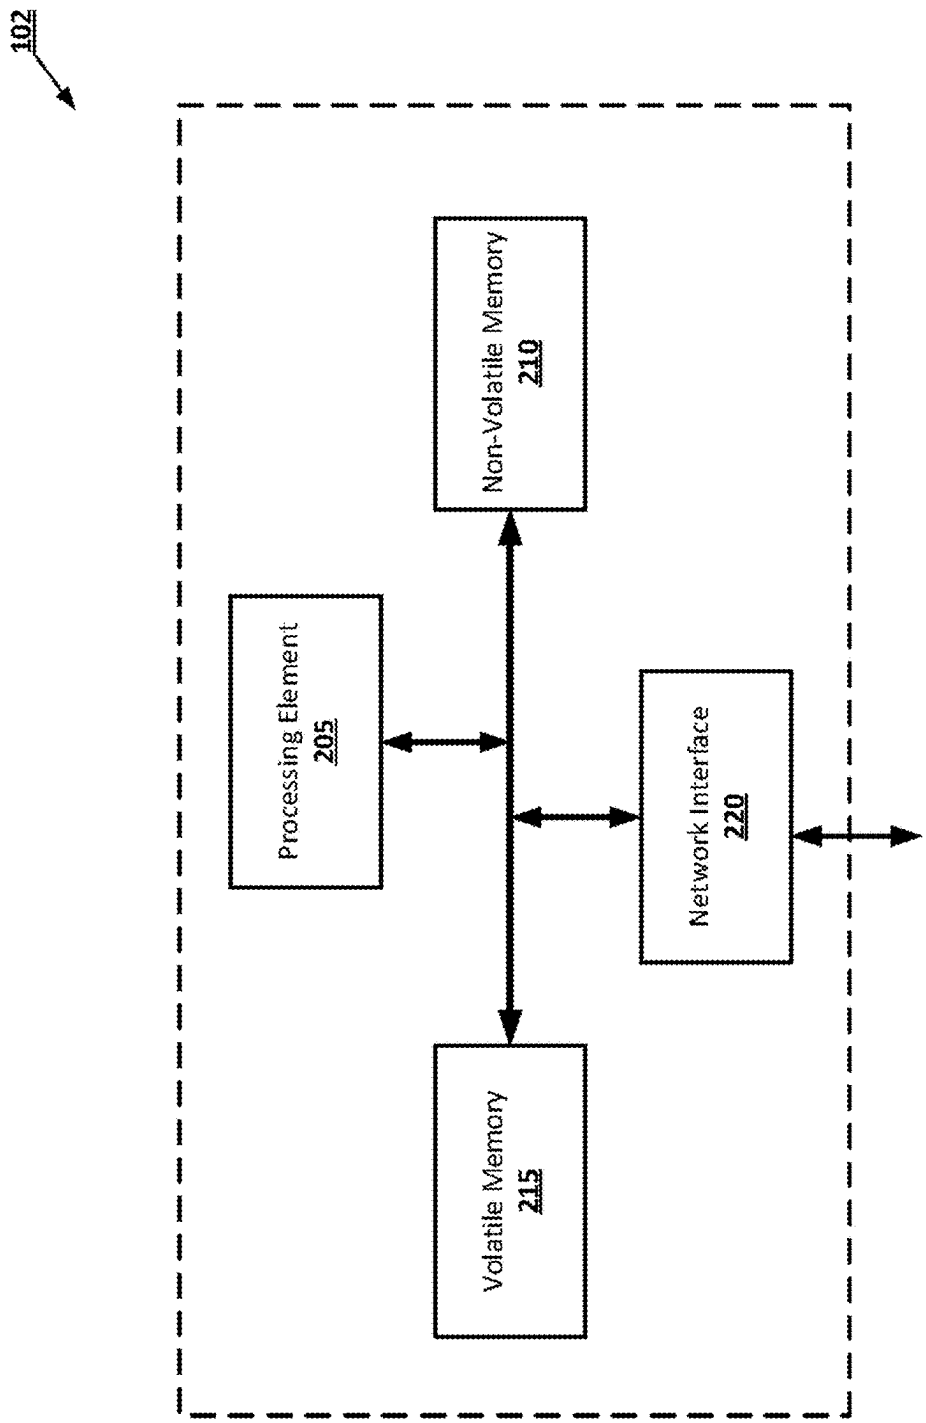 102
Processing Element
205
Volatile Memory
215
Non-Volatile Memory
210
Network Interface
220